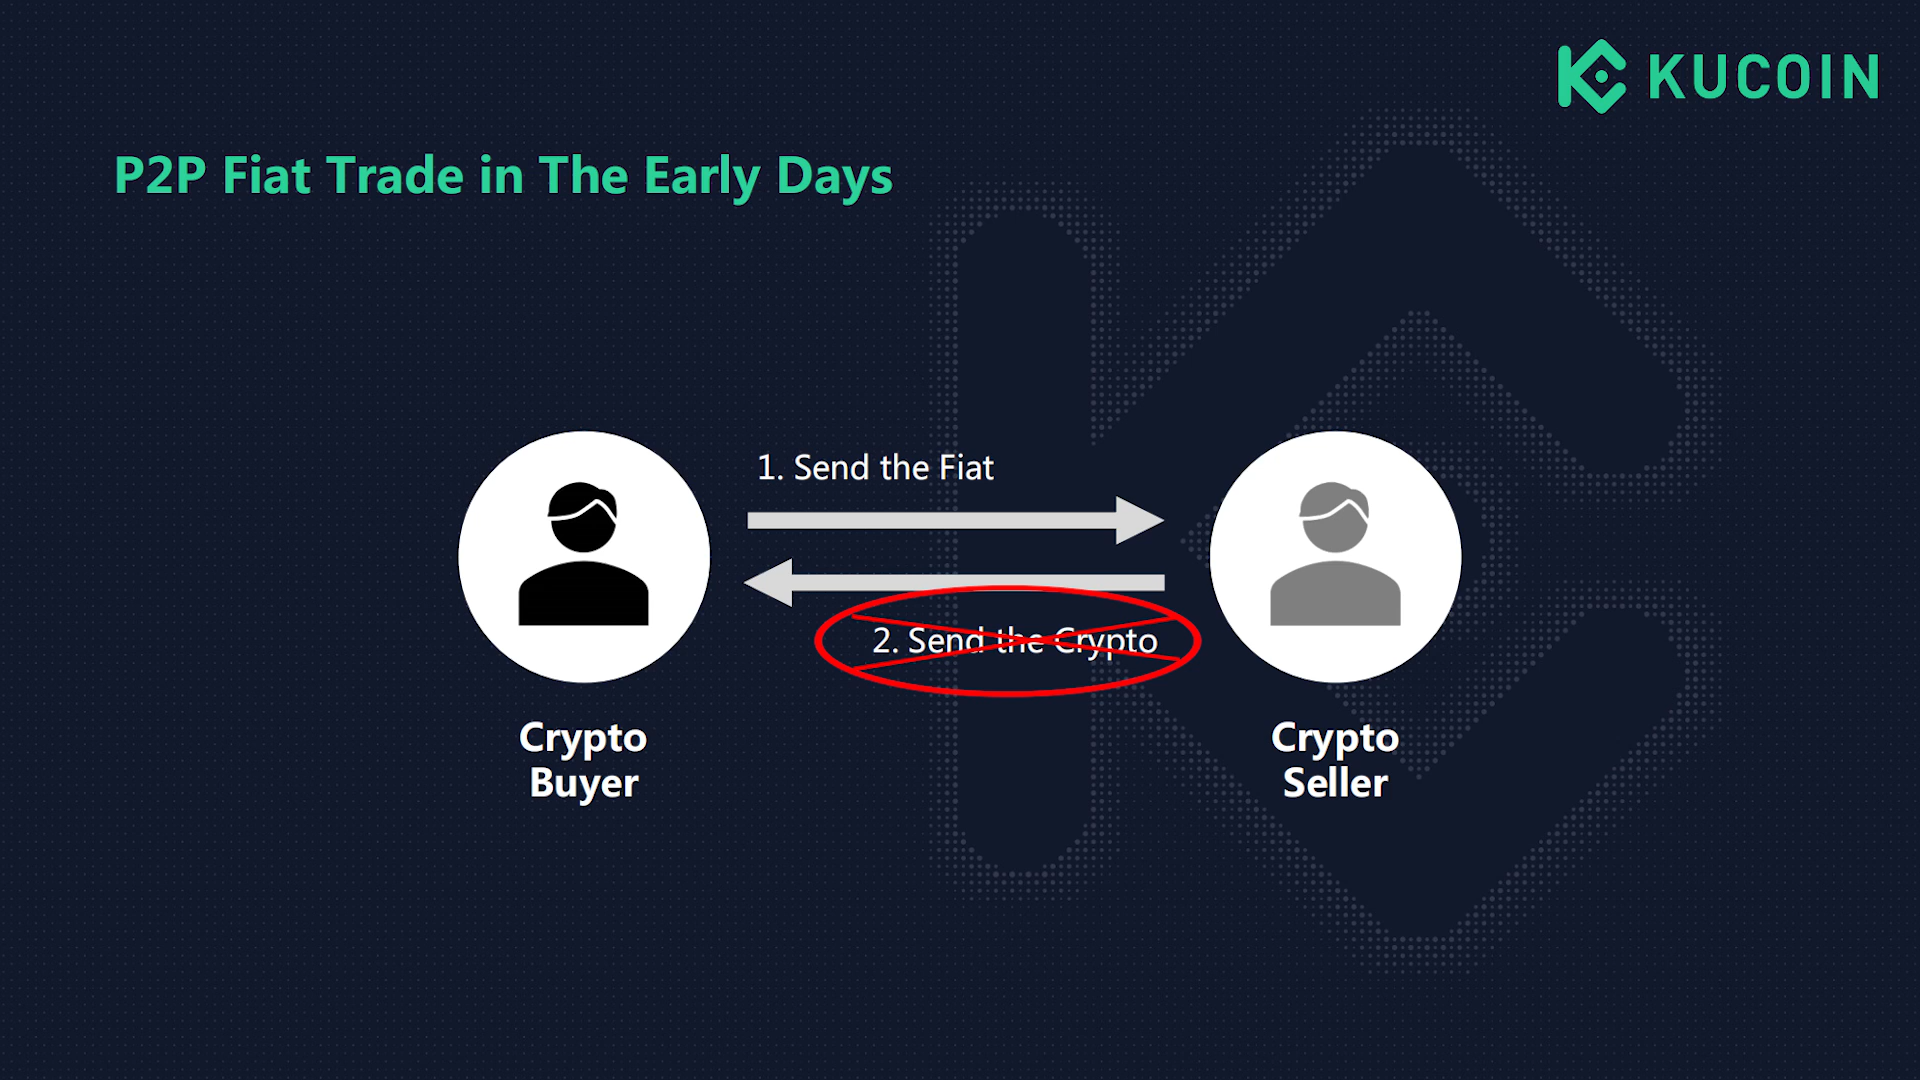 KUCOIN
P2P Fiat Trade in The Early Days
1. Send the Fiat
2. Send the Crypto
Crypto
Buyer
Crypto
Seller